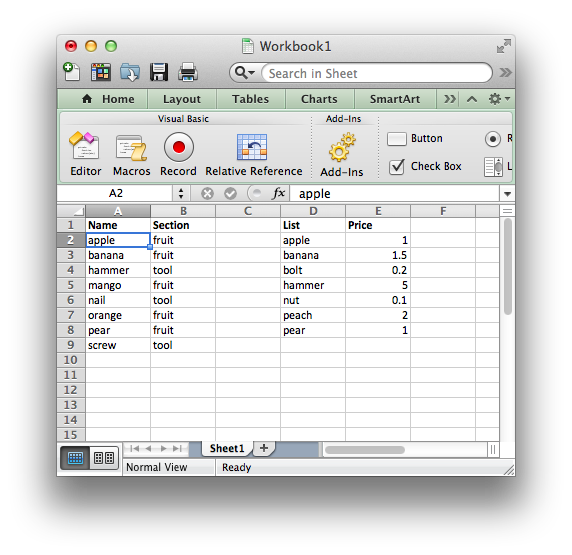 Workbook1
Search in Sheet
Home Layout Tables Charts SmartArt
Visual Basic Add-Ins
Editor Macros Record Relative Reference Add-Ins
Button R
Check Box L
A2 fx apple
A B C D E F
1 Name Section List Price
2 apple fruit apple 1
3 banana fruit banana 1.5
4 hammer tool bolt 0.2
5 mango fruit hammer 5
6 nail tool nut 0.1
7 orange fruit peach 2
8 pear fruit pear 1
9 screw tool
10
11
12
13
14
15
Sheet1
Normal View Ready